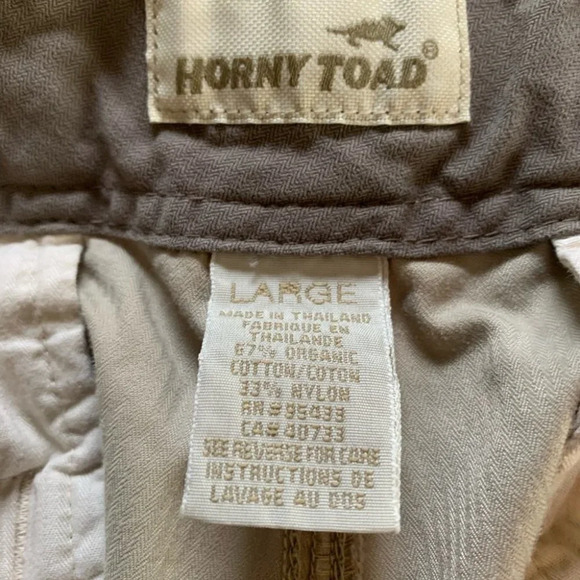 HORNY TOAD®
LARGE
MADE IN THAILAND
FABRIQUE EN
THAILANDE
67% ORGANIC
COTTON/COTON
33% NYLON
RN# 95433
CA# 40733
SEE REVERSE FOR CARE
INSTRUCTIONS DE
LAVAGE AU DOS